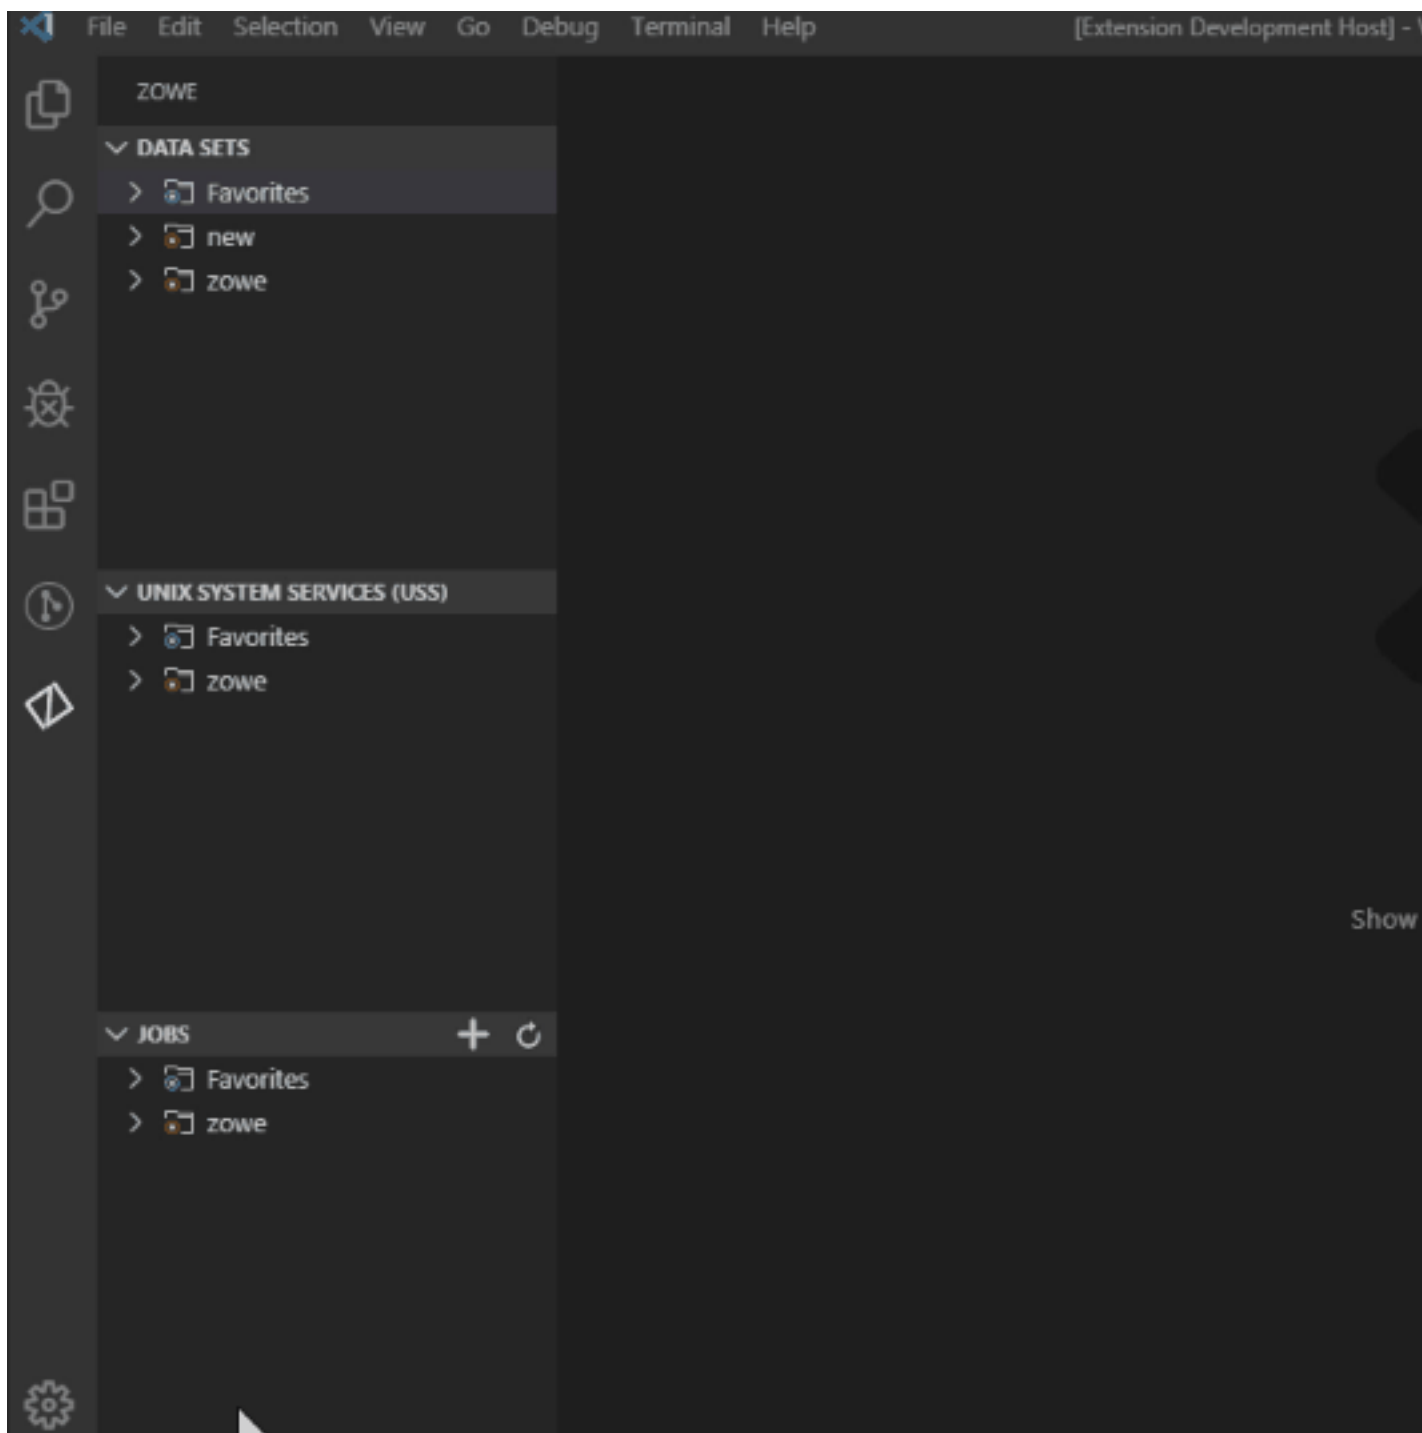 File Edit Selection View Go Debug Terminal Help [Extension Development Host] -
ZOWE
DATA SETS
Favorites
new
zowe
UNIX SYSTEM SERVICES (USS)
Favorites
zowe
Show
JOBS
Favorites
zowe